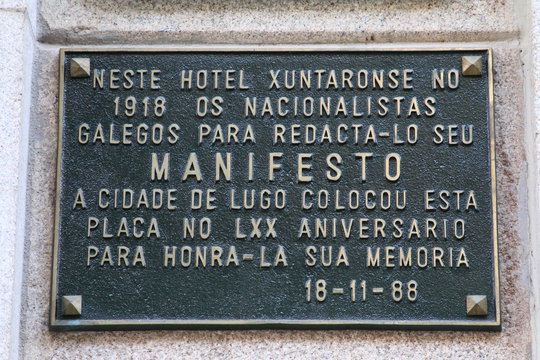 NESTE HOTEL XUNTARONSE NO
1918 OS NACIONALISTAS
GALEGOS PARA REDACTA-LO SEU
MANIFESTO
A CIDADE DE LUGO COLOCOU ESTA
PLACA NO LXX ANIVERSARIO
PARA HONRA-LA SUA MEMORIA
18-11-88